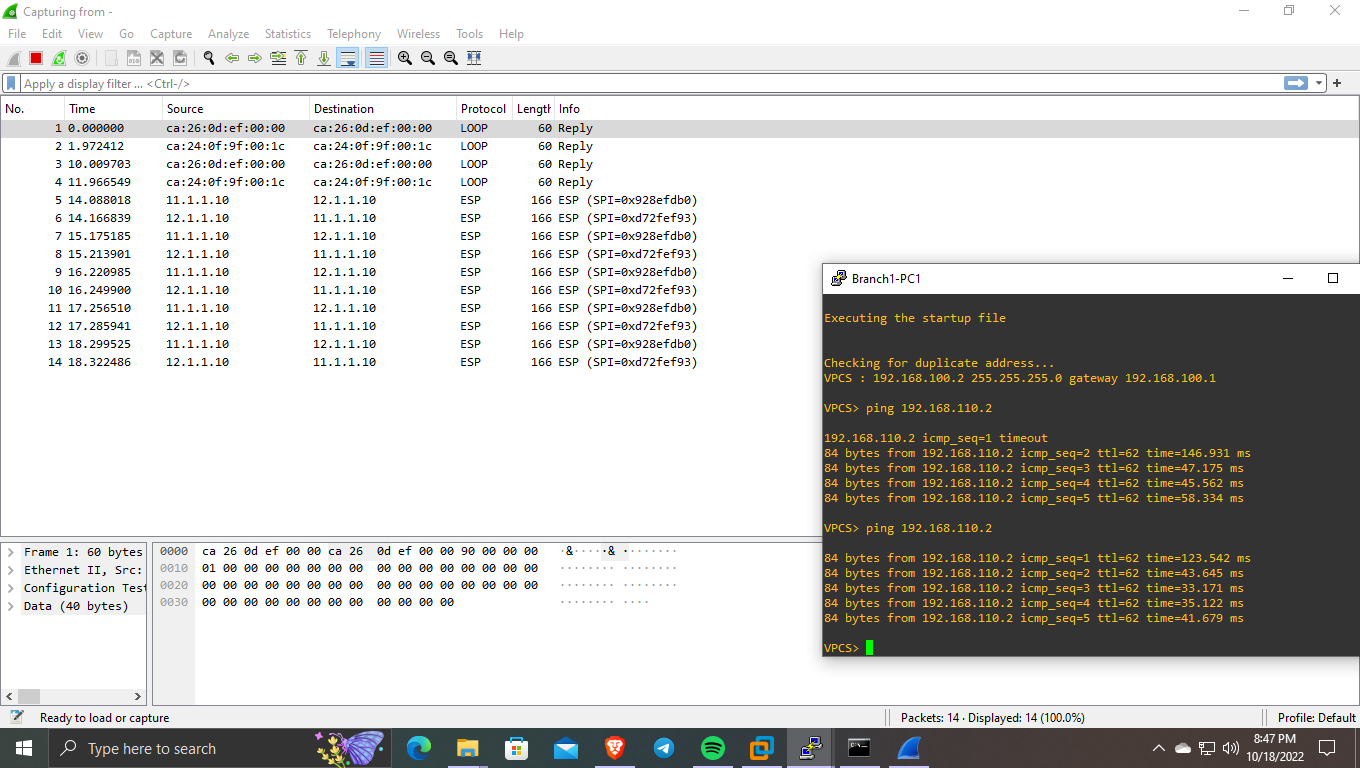 Capturing from -
File Edit View Go Capture Analyze Statistics Telephony Wireless Tools Help
Apply a display filter ... <Ctrl-/>
No. Time Source Destination Protocol Length Info
1 0.000000 ca:26:0d:ef:00:00 ca:26:0d:ef:00:00 LOOP 60 Reply
2 1.972412 ca:24:0f:9f:00:1c ca:24:0f:9f:00:1c LOOP 60 Reply
3 10.009703 ca:26:0d:ef:00:00 ca:26:0d:ef:00:00 LOOP 60 Reply
4 11.966549 ca:24:0f:9f:00:1c ca:24:0f:9f:00:1c LOOP 60 Reply
5 14.088018 11.1.1.10 12.1.1.10 ESP 166 ESP (SPI=0x928efdb0)
6 14.166839 12.1.1.10 11.1.1.10 ESP 166 ESP (SPI=0xd72fef93)
7 15.175185 11.1.1.10 12.1.1.10 ESP 166 ESP (SPI=0x928efdb0)
8 15.213901 12.1.1.10 11.1.1.10 ESP 166 ESP (SPI=0xd72fef93)
9 16.220985 11.1.1.10 12.1.1.10 ESP 166 ESP (SPI=0x928efdb0)
10 16.249900 12.1.1.10 11.1.1.10 ESP 166 ESP (SPI=0xd72fef93)
11 17.256510 11.1.1.10 12.1.1.10 ESP 166 ESP (SPI=0x928efdb0)
12 17.285941 12.1.1.10 11.1.1.10 ESP 166 ESP (SPI=0xd72fef93)
13 18.299525 11.1.1.10 12.1.1.10 ESP 166 ESP (SPI=0x928efdb0)
14 18.322486 12.1.1.10 11.1.1.10 ESP 166 ESP (SPI=0xd72fef93)
Branch1-PC1
Executing the startup file
Checking for duplicate address...
VPCS : 192.168.100.2 255.255.255.0 gateway 192.168.100.1
VPCS> ping 192.168.110.2
192.168.110.2 icmp_seq=1 timeout
84 bytes from 192.168.110.2 icmp_seq=2 ttl=62 time=146.931 ms
84 bytes from 192.168.110.2 icmp_seq=3 ttl=62 time=47.175 ms
84 bytes from 192.168.110.2 icmp_seq=4 ttl=62 time=45.562 ms
84 bytes from 192.168.110.2 icmp_seq=5 ttl=62 time=58.334 ms
VPCS> ping 192.168.110.2
84 bytes from 192.168.110.2 icmp_seq=1 ttl=62 time=123.542 ms
84 bytes from 192.168.110.2 icmp_seq=2 ttl=62 time=43.645 ms
84 bytes from 192.168.110.2 icmp_seq=3 ttl=62 time=33.171 ms
84 bytes from 192.168.110.2 icmp_seq=4 ttl=62 time=35.122 ms
84 bytes from 192.168.110.2 icmp_seq=5 ttl=62 time=41.679 ms
VPCS>
Frame 1: 60 bytes
Ethernet II, Src:
Configuration Test
Data (40 bytes)
0000 ca 26 0d ef 00 00 ca 26 0d ef 00 00 90 00 00 00 ·&·····& ········
0010 01 00 00 00 00 00 00 00 00 00 00 00 00 00 00 00 ········ ········
0020 00 00 00 00 00 00 00 00 00 00 00 00 00 00 00 00 ········ ········
0030 00 00 00 00 00 00 00 00 00 00 00 00 ········ ····
Ready to load or capture
Packets: 14 · Displayed: 14 (100.0%)
Profile: Default
Type here to search
8:47 PM
10/18/2022